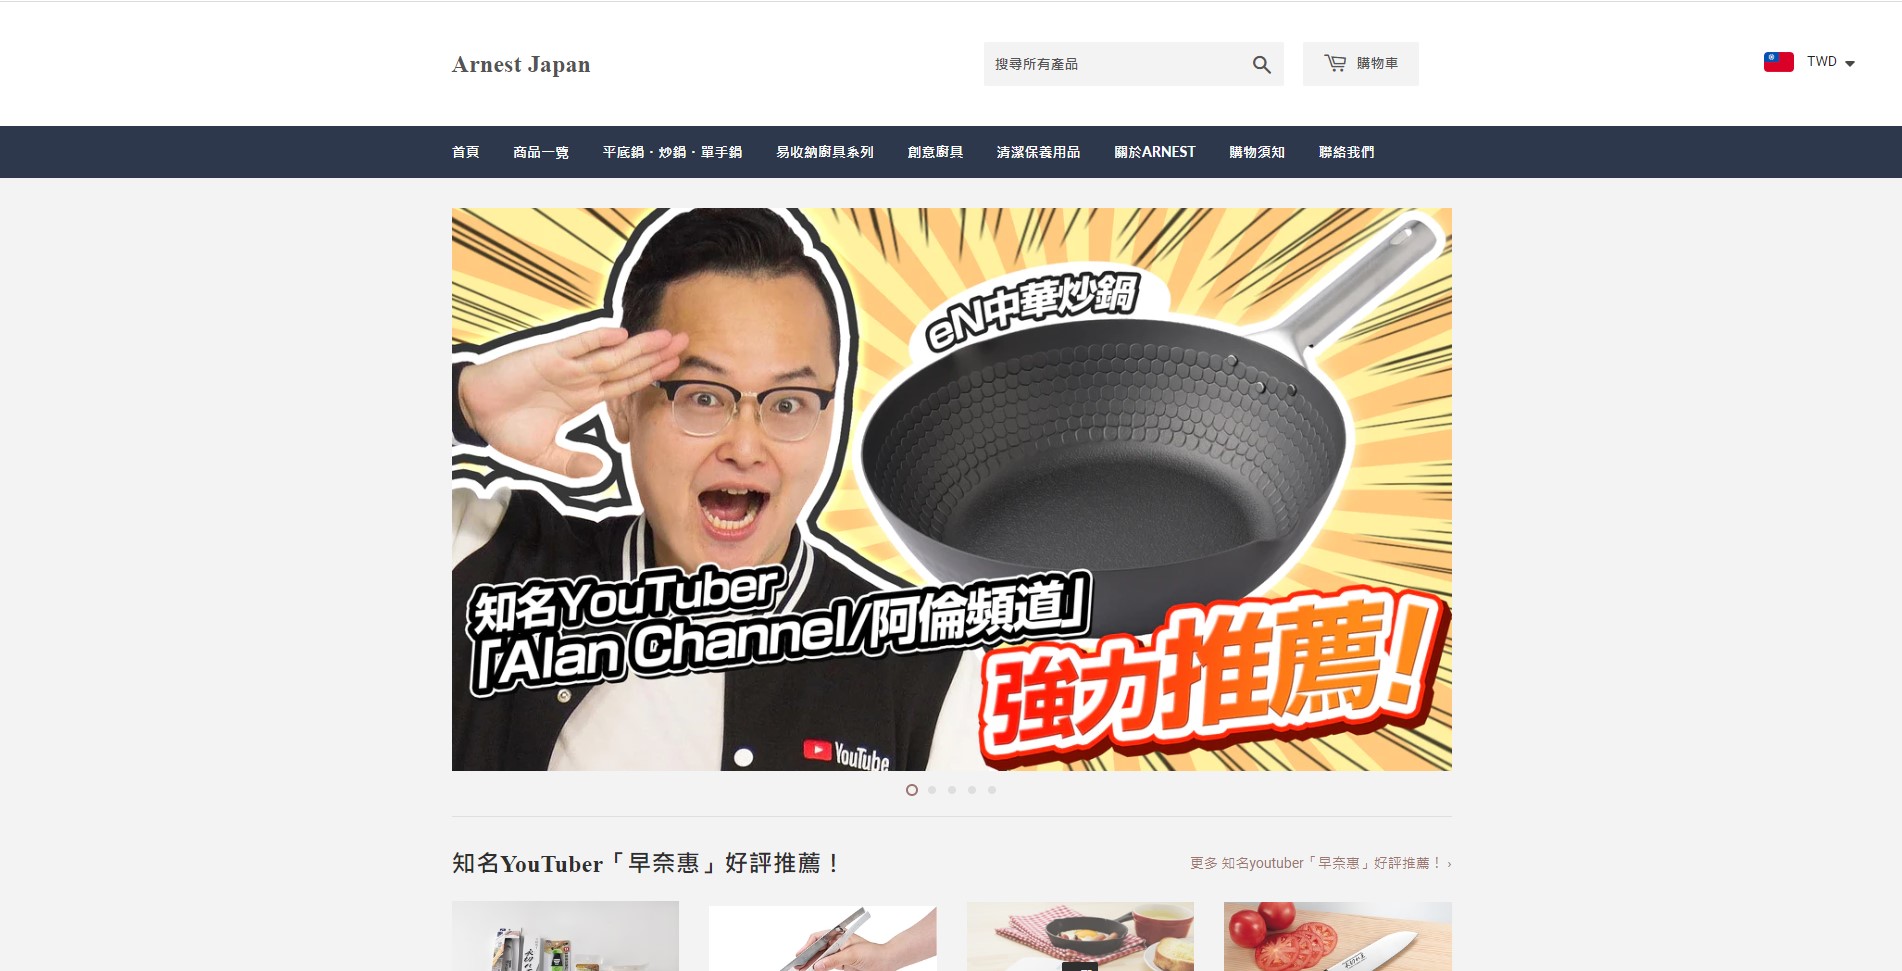 Arnest Japan
搜尋所有產品
購物車
TWD
首頁
商品一覽
平底鍋・炒鍋・單手鍋
易收納廚具系列
創意廚具
清潔保養用品
關於ARNEST
購物須知
聯絡我們
eN中華炒鍋
知名YouTuber
「Alan Channel/阿倫頻道」
強力推薦!
YouTube
知名YouTuber「早奈惠」好評推薦！
更多 知名youtuber「早奈惠」好評推薦！ ›